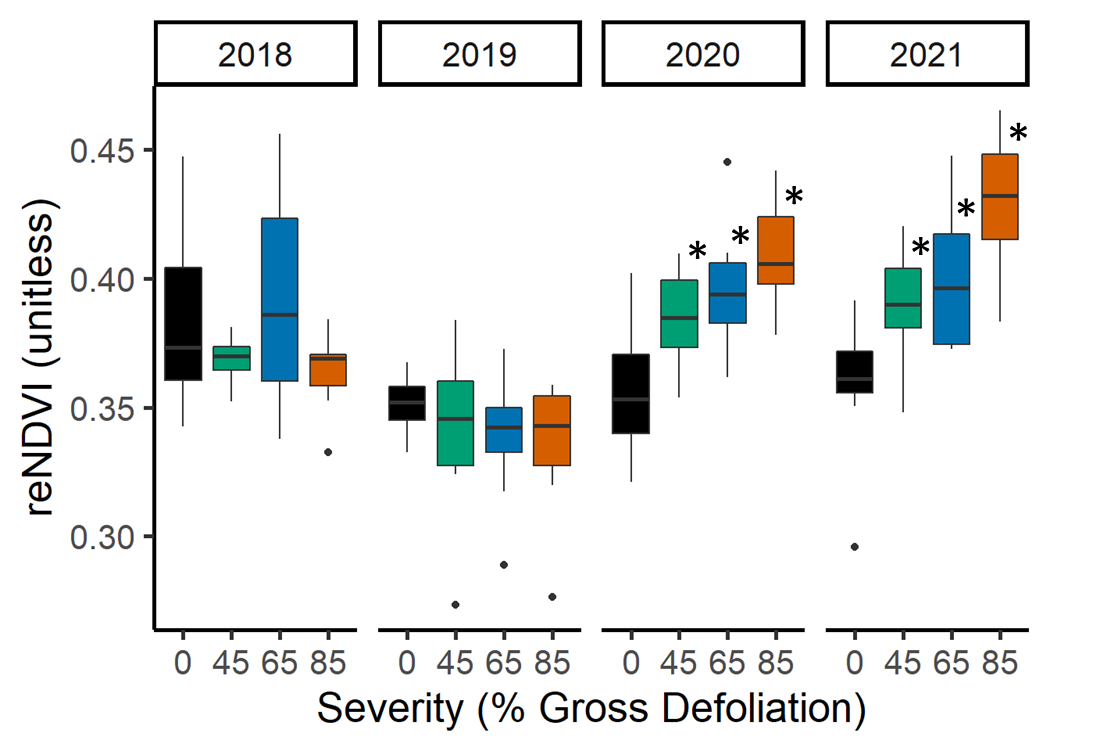 2018 2019 2020 2021
0.45
0.40
0.35
0.30
reNDVI (unitless)
* * * * * *
0 45 65 85 0 45 65 85 0 45 65 85 0 45 65 85
Severity (% Gross Defoliation)